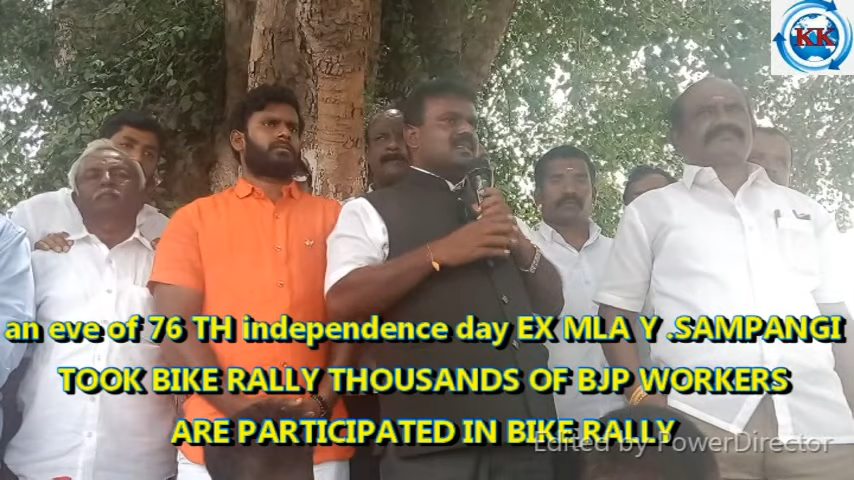 KK
an eve of 76 TH independence day EX MLA Y .SAMPANGI
TOOK BIKE RALLY THOUSANDS OF BJP WORKERS
ARE PARTICIPATED IN BIKE RALLY
Edited by PowerDirector